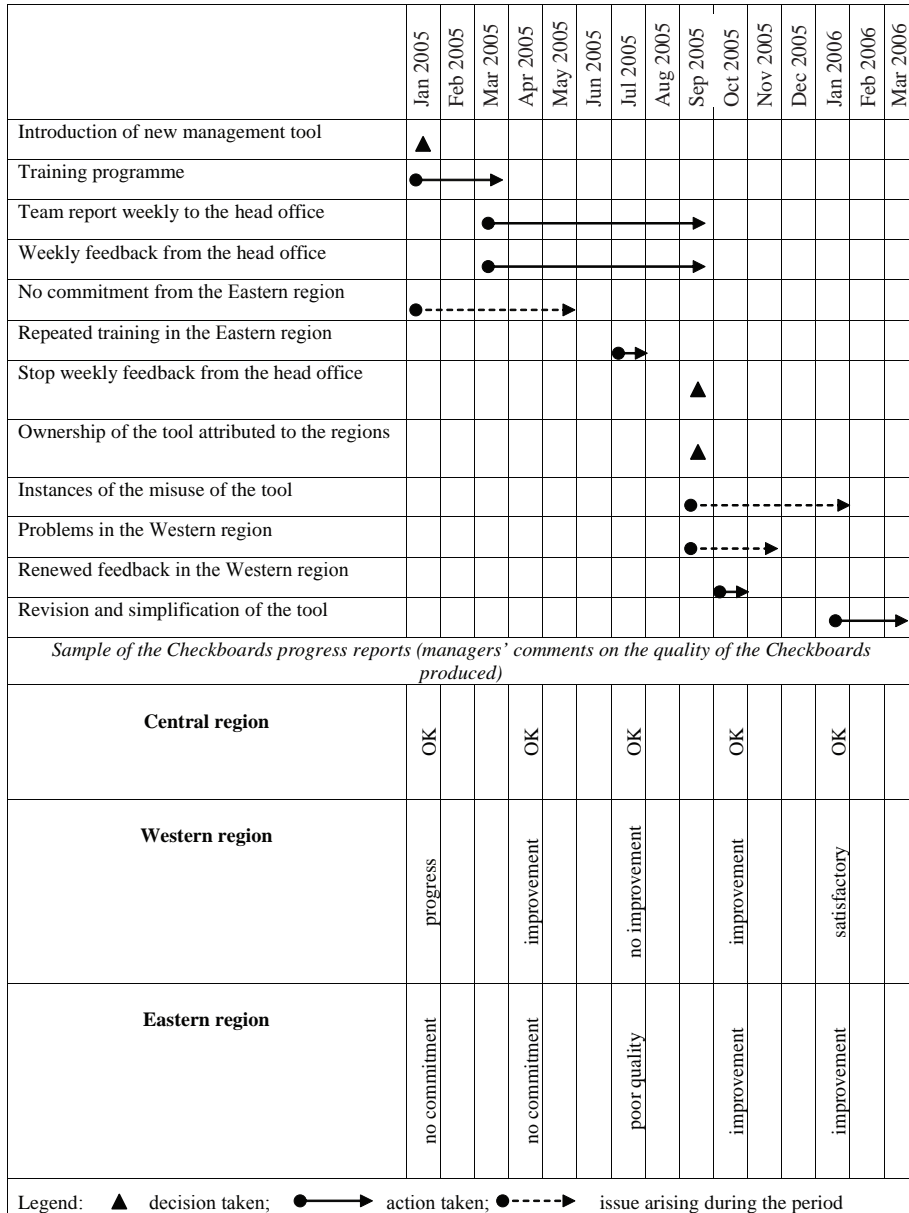 Jan 2005
Feb 2005
Mar 2005
Apr 2005
May 2005
Jun 2005
Jul 2005
Aug 2005
Sep 2005
Oct 2005
Nov 2005
Dec 2005
Jan 2006
Feb 2006
Mar 2006
Introduction of new management tool
Training programme
Team report weekly to the head office
Weekly feedback from the head office
No commitment from the Eastern region
Repeated training in the Eastern region
Stop weekly feedback from the head office
Ownership of the tool attributed to the regions
Instances of the misuse of the tool
Problems in the Western region
Renewed feedback in the Western region
Revision and simplification of the tool
Sample of the Checkboards progress reports (managers’ comments on the quality of the Checkboards
produced)
Central region
OK
OK
OK
OK
OK
Western region
progress
improvement
no improvement
improvement
satisfactory
Eastern region
no commitment
no commitment
poor quality
improvement
improvement
Legend: decision taken; action taken; issue arising during the period